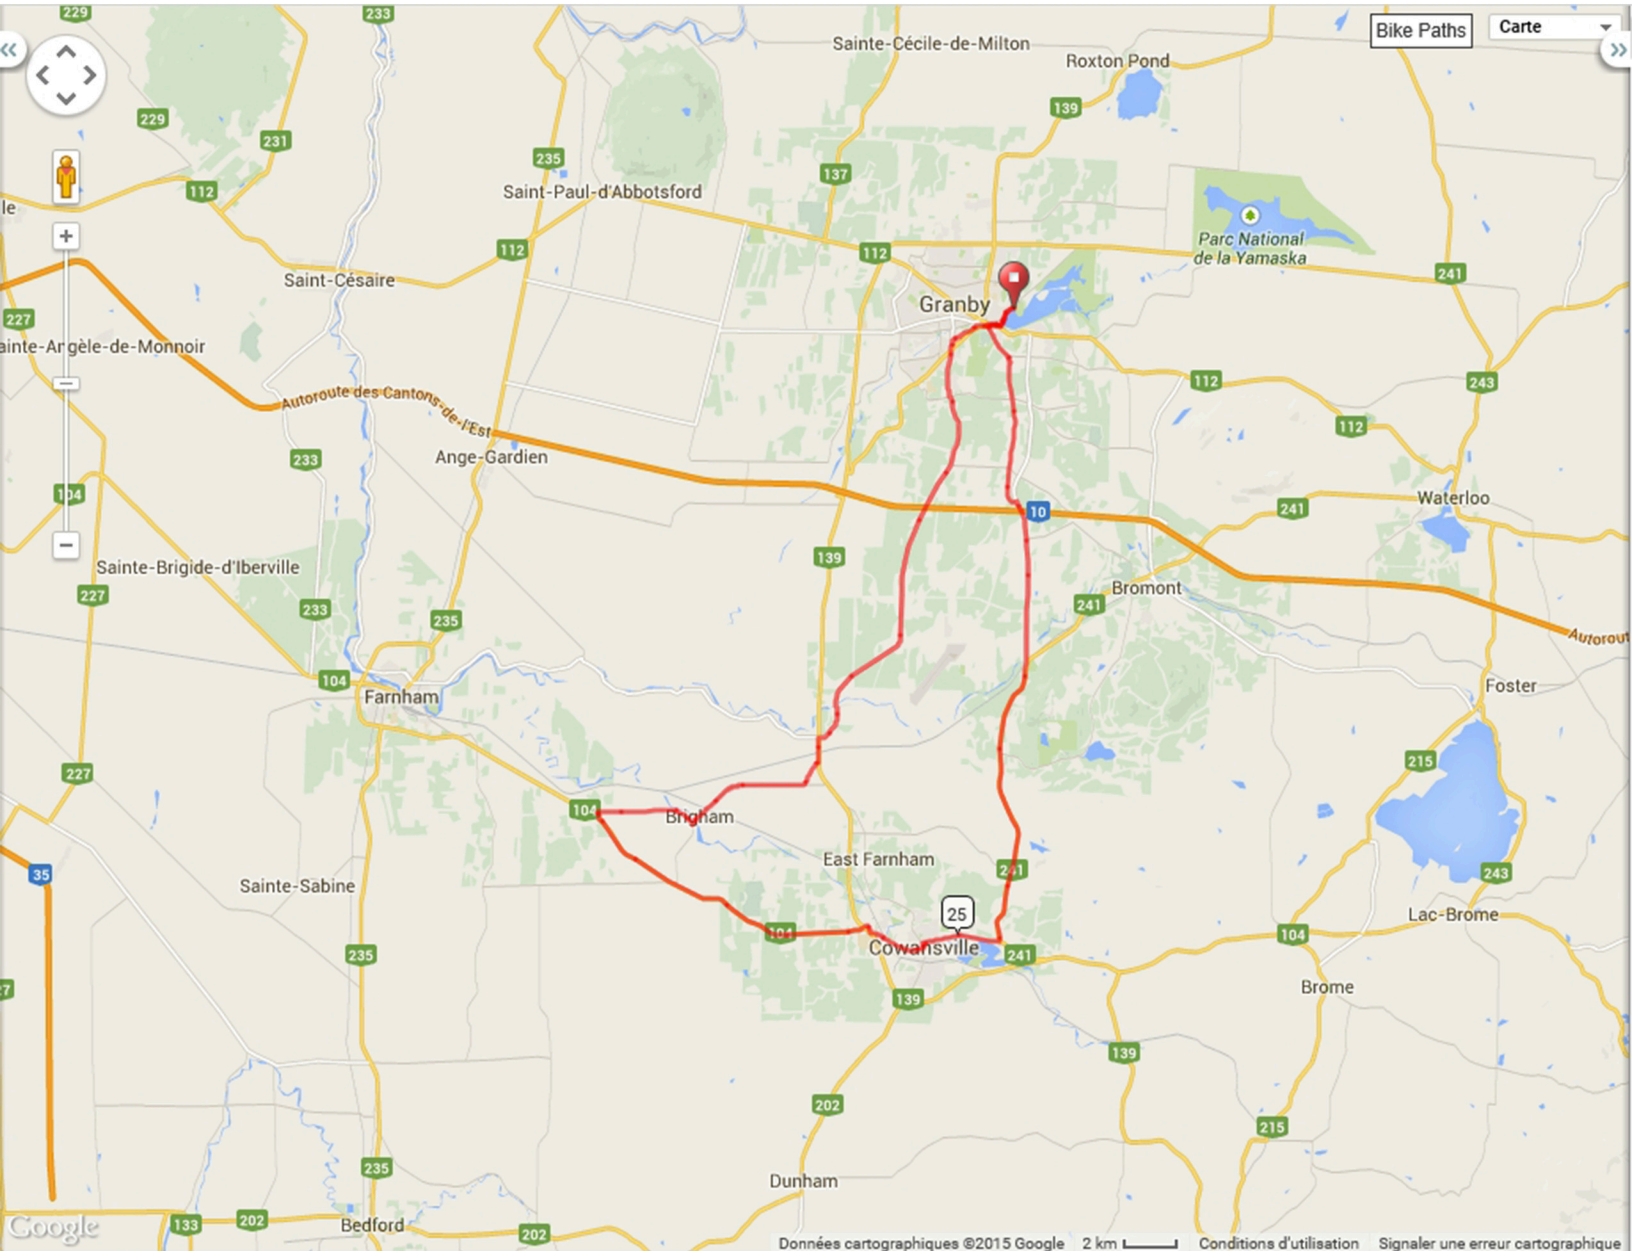 229
233
Sainte-Cécile-de-Milton
Bike Paths
Carte
Roxton Pond
139
229
231
235
137
112
Saint-Paul-d'Abbotsford
le
Parc National
de la Yamaska
112
112
241
Saint-Césaire
Granby
227
ainte-Angèle-de-Monnoir
112
243
Autoroute des Cantons-de-l'Est
112
233
Ange-Gardien
104
Waterloo
241
10
139
Sainte-Brigide-d'Iberville
Bromont
227
233
241
235
Autorout
104
Farnham
Foster
215
227
104
Brigham
East Farnham
241
35
243
Sainte-Sabine
25
Lac-Brome
104
104
Cowansville
235
241
Brome
27
139
139
202
215
235
Dunham
Google
133
202
Bedford
202
Données cartographiques ©2015 Google
2 km
Conditions d'utilisation
Signaler une erreur cartographique